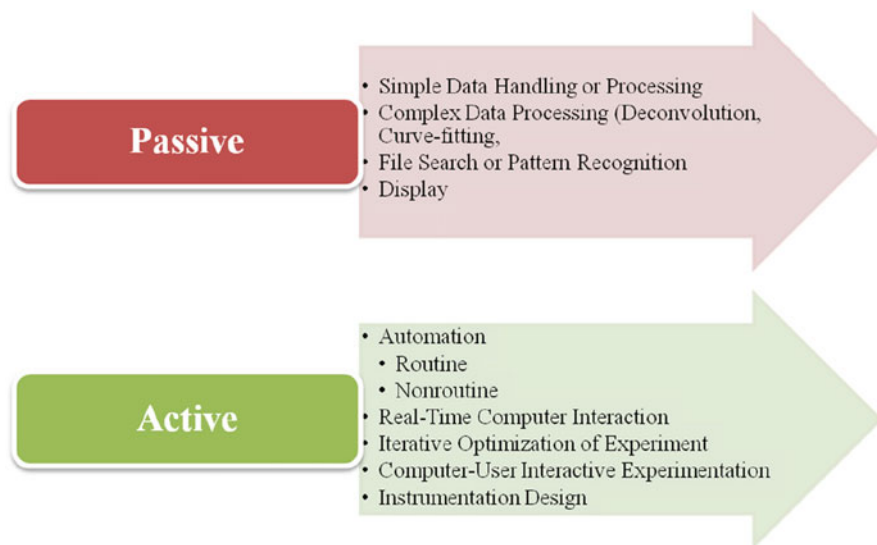 Passive
• Simple Data Handling or Processing
• Complex Data Processing (Deconvolution,
Curve-fitting,
• File Search or Pattern Recognition
• Display
Active
• Automation
• Routine
• Nonroutine
• Real-Time Computer Interaction
• Iterative Optimization of Experiment
• Computer-User Interactive Experimentation
• Instrumentation Design